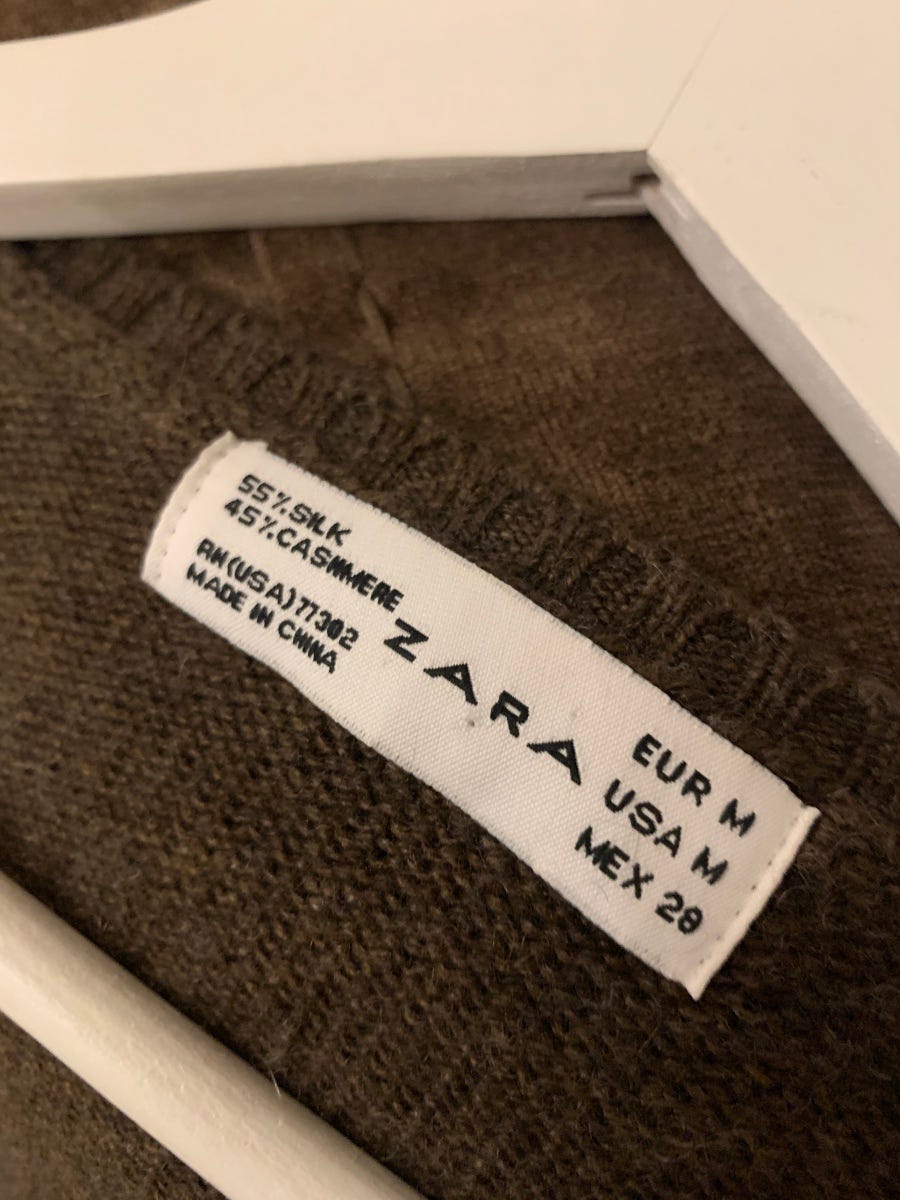 55% SILK
45% CASHMERE
RN(USA)77302
MADE IN CHINA
ZARA
EUR M
USA M
MEX 28